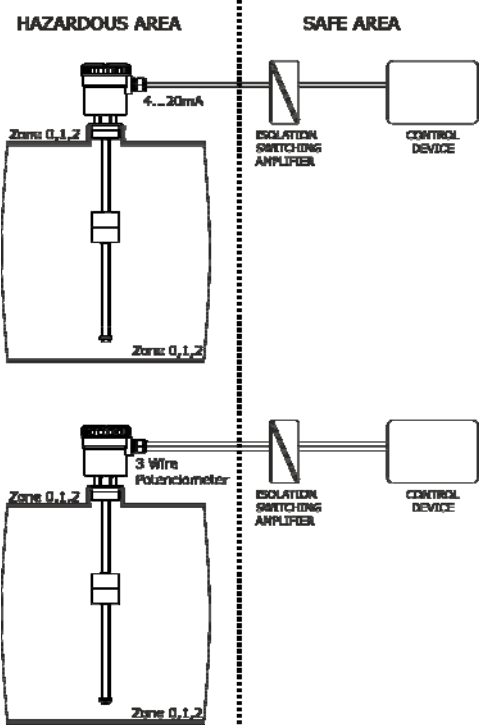 HAZARDOUS AREA
SAFE AREA
4...20mA
Zone 0,1,2
ISOLATION
SWITCHING
AMPLIFIER
CONTROL
DEVICE
Zone 0,1,2
3 Wire
Potenciometer
Zone 0,1,2
ISOLATION
SWITCHING
AMPLIFIER
CONTROL
DEVICE
Zone 0,1,2